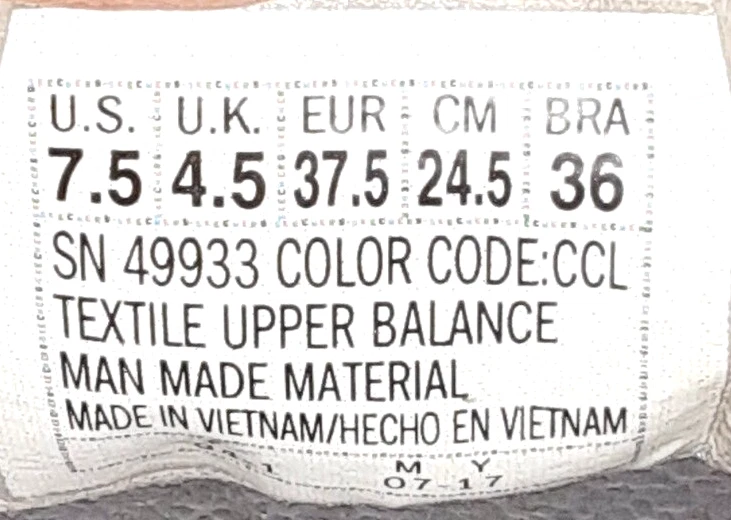 U.S. U.K. EUR CM BRA
7.5 4.5 37.5 24.5 36
SN 49933 COLOR CODE:CCL
TEXTILE UPPER BALANCE
MAN MADE MATERIAL
MADE IN VIETNAM/HECHO EN VIETNAM
M Y
07-17